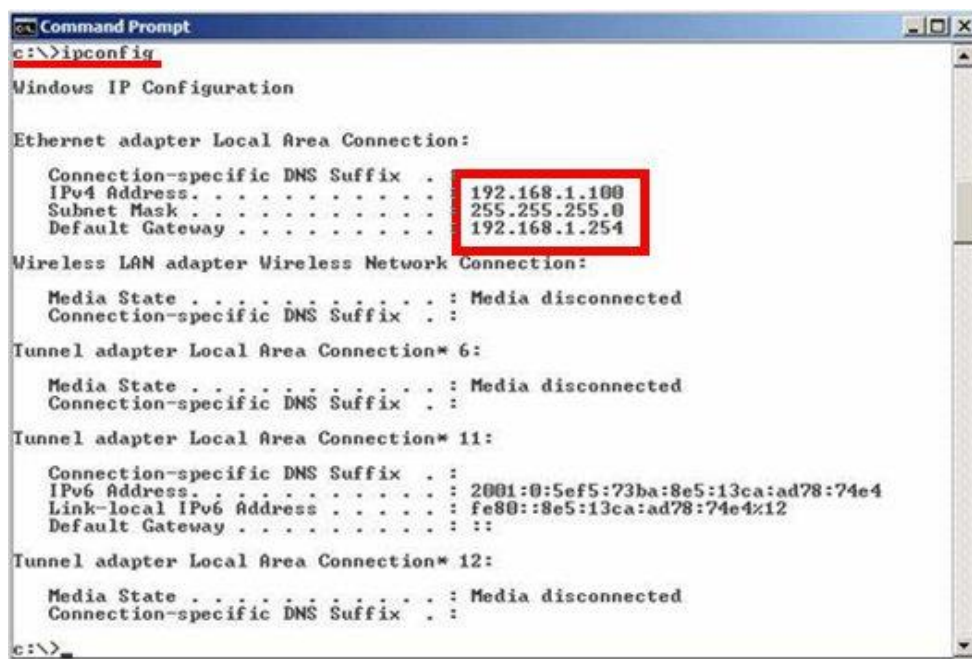 Command Prompt
c:\>ipconfig
Windows IP Configuration
Ethernet adapter Local Area Connection:
Connection-specific DNS Suffix . :
IPv4 Address. . . . . . . . . . . : 192.168.1.100
Subnet Mask . . . . . . . . . . . : 255.255.255.0
Default Gateway . . . . . . . . . : 192.168.1.254
Wireless LAN adapter Wireless Network Connection:
Media State . . . . . . . . . . . : Media disconnected
Connection-specific DNS Suffix . :
Tunnel adapter Local Area Connection* 6:
Media State . . . . . . . . . . . : Media disconnected
Connection-specific DNS Suffix . :
Tunnel adapter Local Area Connection* 11:
Connection-specific DNS Suffix . :
IPv6 Address. . . . . . . . . . . : 2001:0:5ef5:73ba:8e5:13ca:ad78:74e4
Link-local IPv6 Address . . . . . : fe80::8e5:13ca:ad78:74e4%12
Default Gateway . . . . . . . . . : ::
Tunnel adapter Local Area Connection* 12:
Media State . . . . . . . . . . . : Media disconnected
Connection-specific DNS Suffix . :
c:\>_